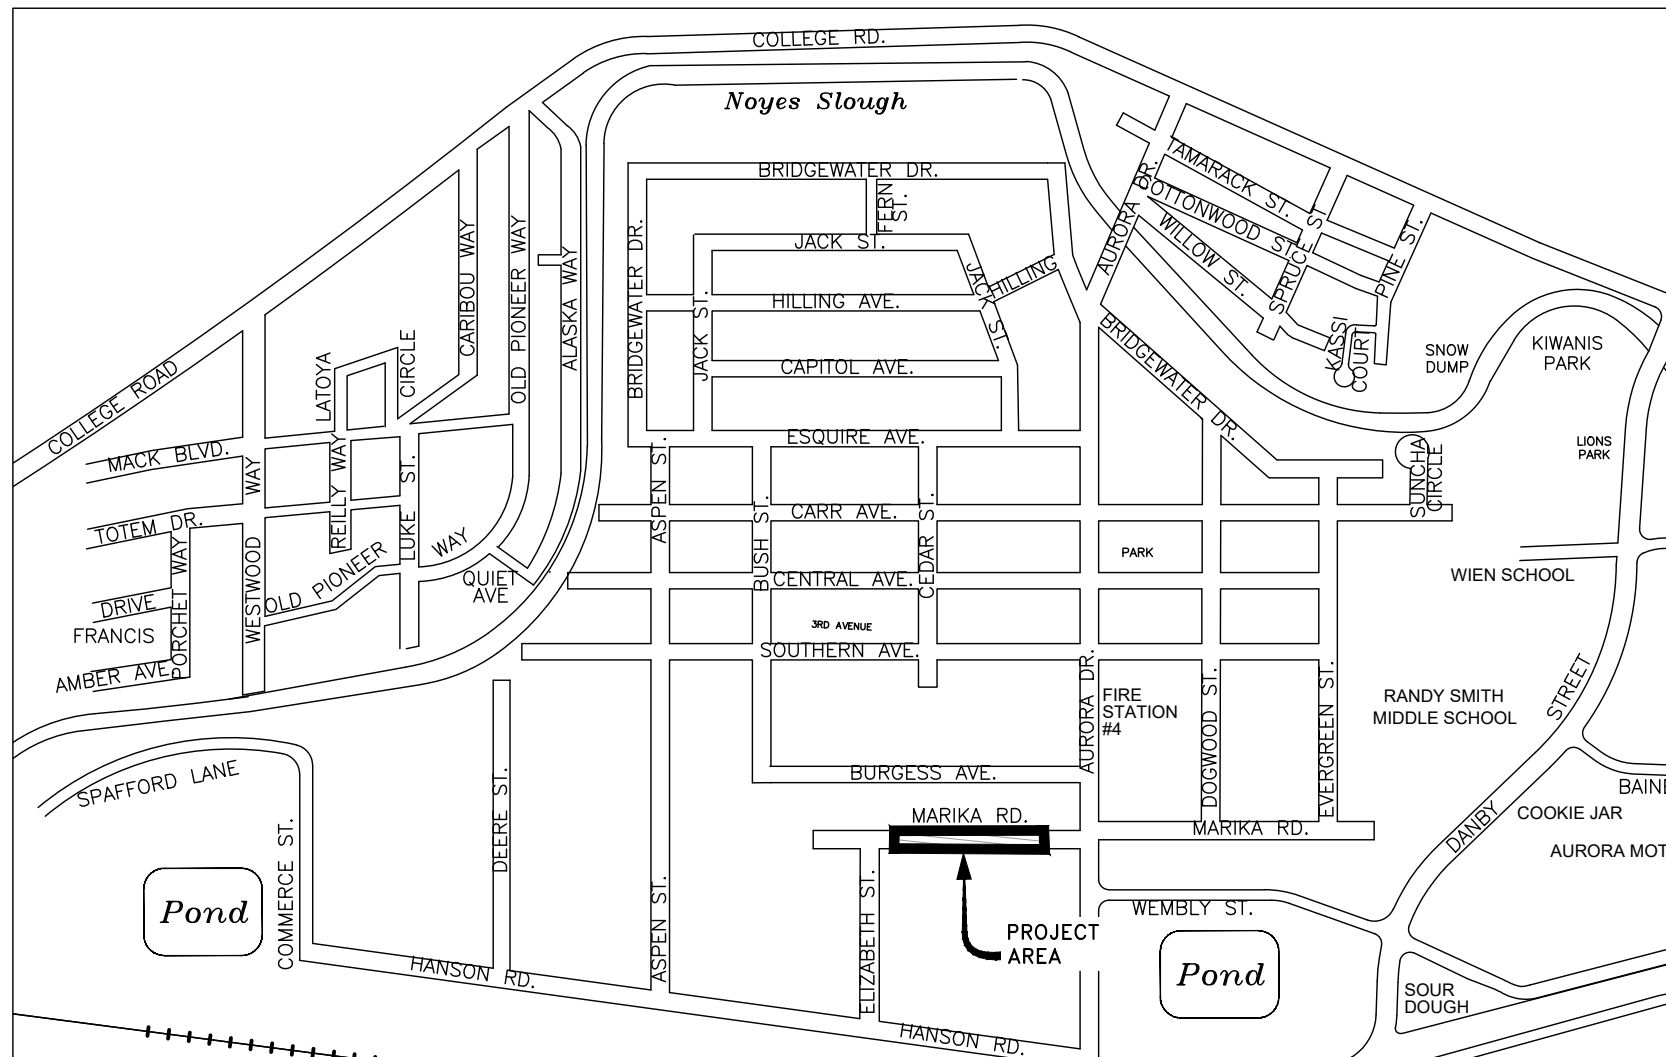 COLLEGE RD.
Noyes Slough
BRIDGEWATER DR.
FERN
ST.
JACK ST.
HILLING
HILLING AVE.
JACK ST.
JACK ST.
CAPITOL AVE.
BRIDGEWATER DR.
ESQUIRE AVE.
CARR AVE.
CENTRAL AVE.
3RD AVENUE
SOUTHERN AVE.
BURGESS AVE.
MARIKA RD.
MARIKA RD.
AURORA DR.
TAMARACK ST.
COTTONWOOD ST.
WILLOW ST.
SPRUCE ST
PINE ST.
KASSI
COURT
BRIDGEWATER DR.
SNOW
DUMP
KIWANIS
PARK
LIONS
PARK
SUNCHA
CIRCLE
PARK
WIEN SCHOOL
RANDY SMITH
MIDDLE SCHOOL
DANBY
STREET
BAINE
COOKIE JAR
AURORA MOT
FIRE
STATION
#4
AURORA DR.
DOGWOOD ST.
EVERGREEN ST.
WEMBLY ST.
Pond
SOUR
DOUGH
PROJECT
AREA
HANSON RD.
ELIZABETH ST.
ASPEN ST.
ASPEN ST.
BUSH ST.
CEDAR ST.
COLLEGE ROAD
MACK BLVD.
TOTEM DR.
DRIVE
FRANCIS
AMBER AVE.
PORCHET WAY
WESTWOOD
WAY
LATOYA
CIRCLE
REILLY WAY
LUKE ST.
CARIBOU WAY
OLD PIONEER WAY
ALASKA WAY
OLD PIONEER
WAY
QUIET
AVE
SPAFFORD LANE
COMMERCE ST.
DEERE ST.
Pond
HANSON RD.